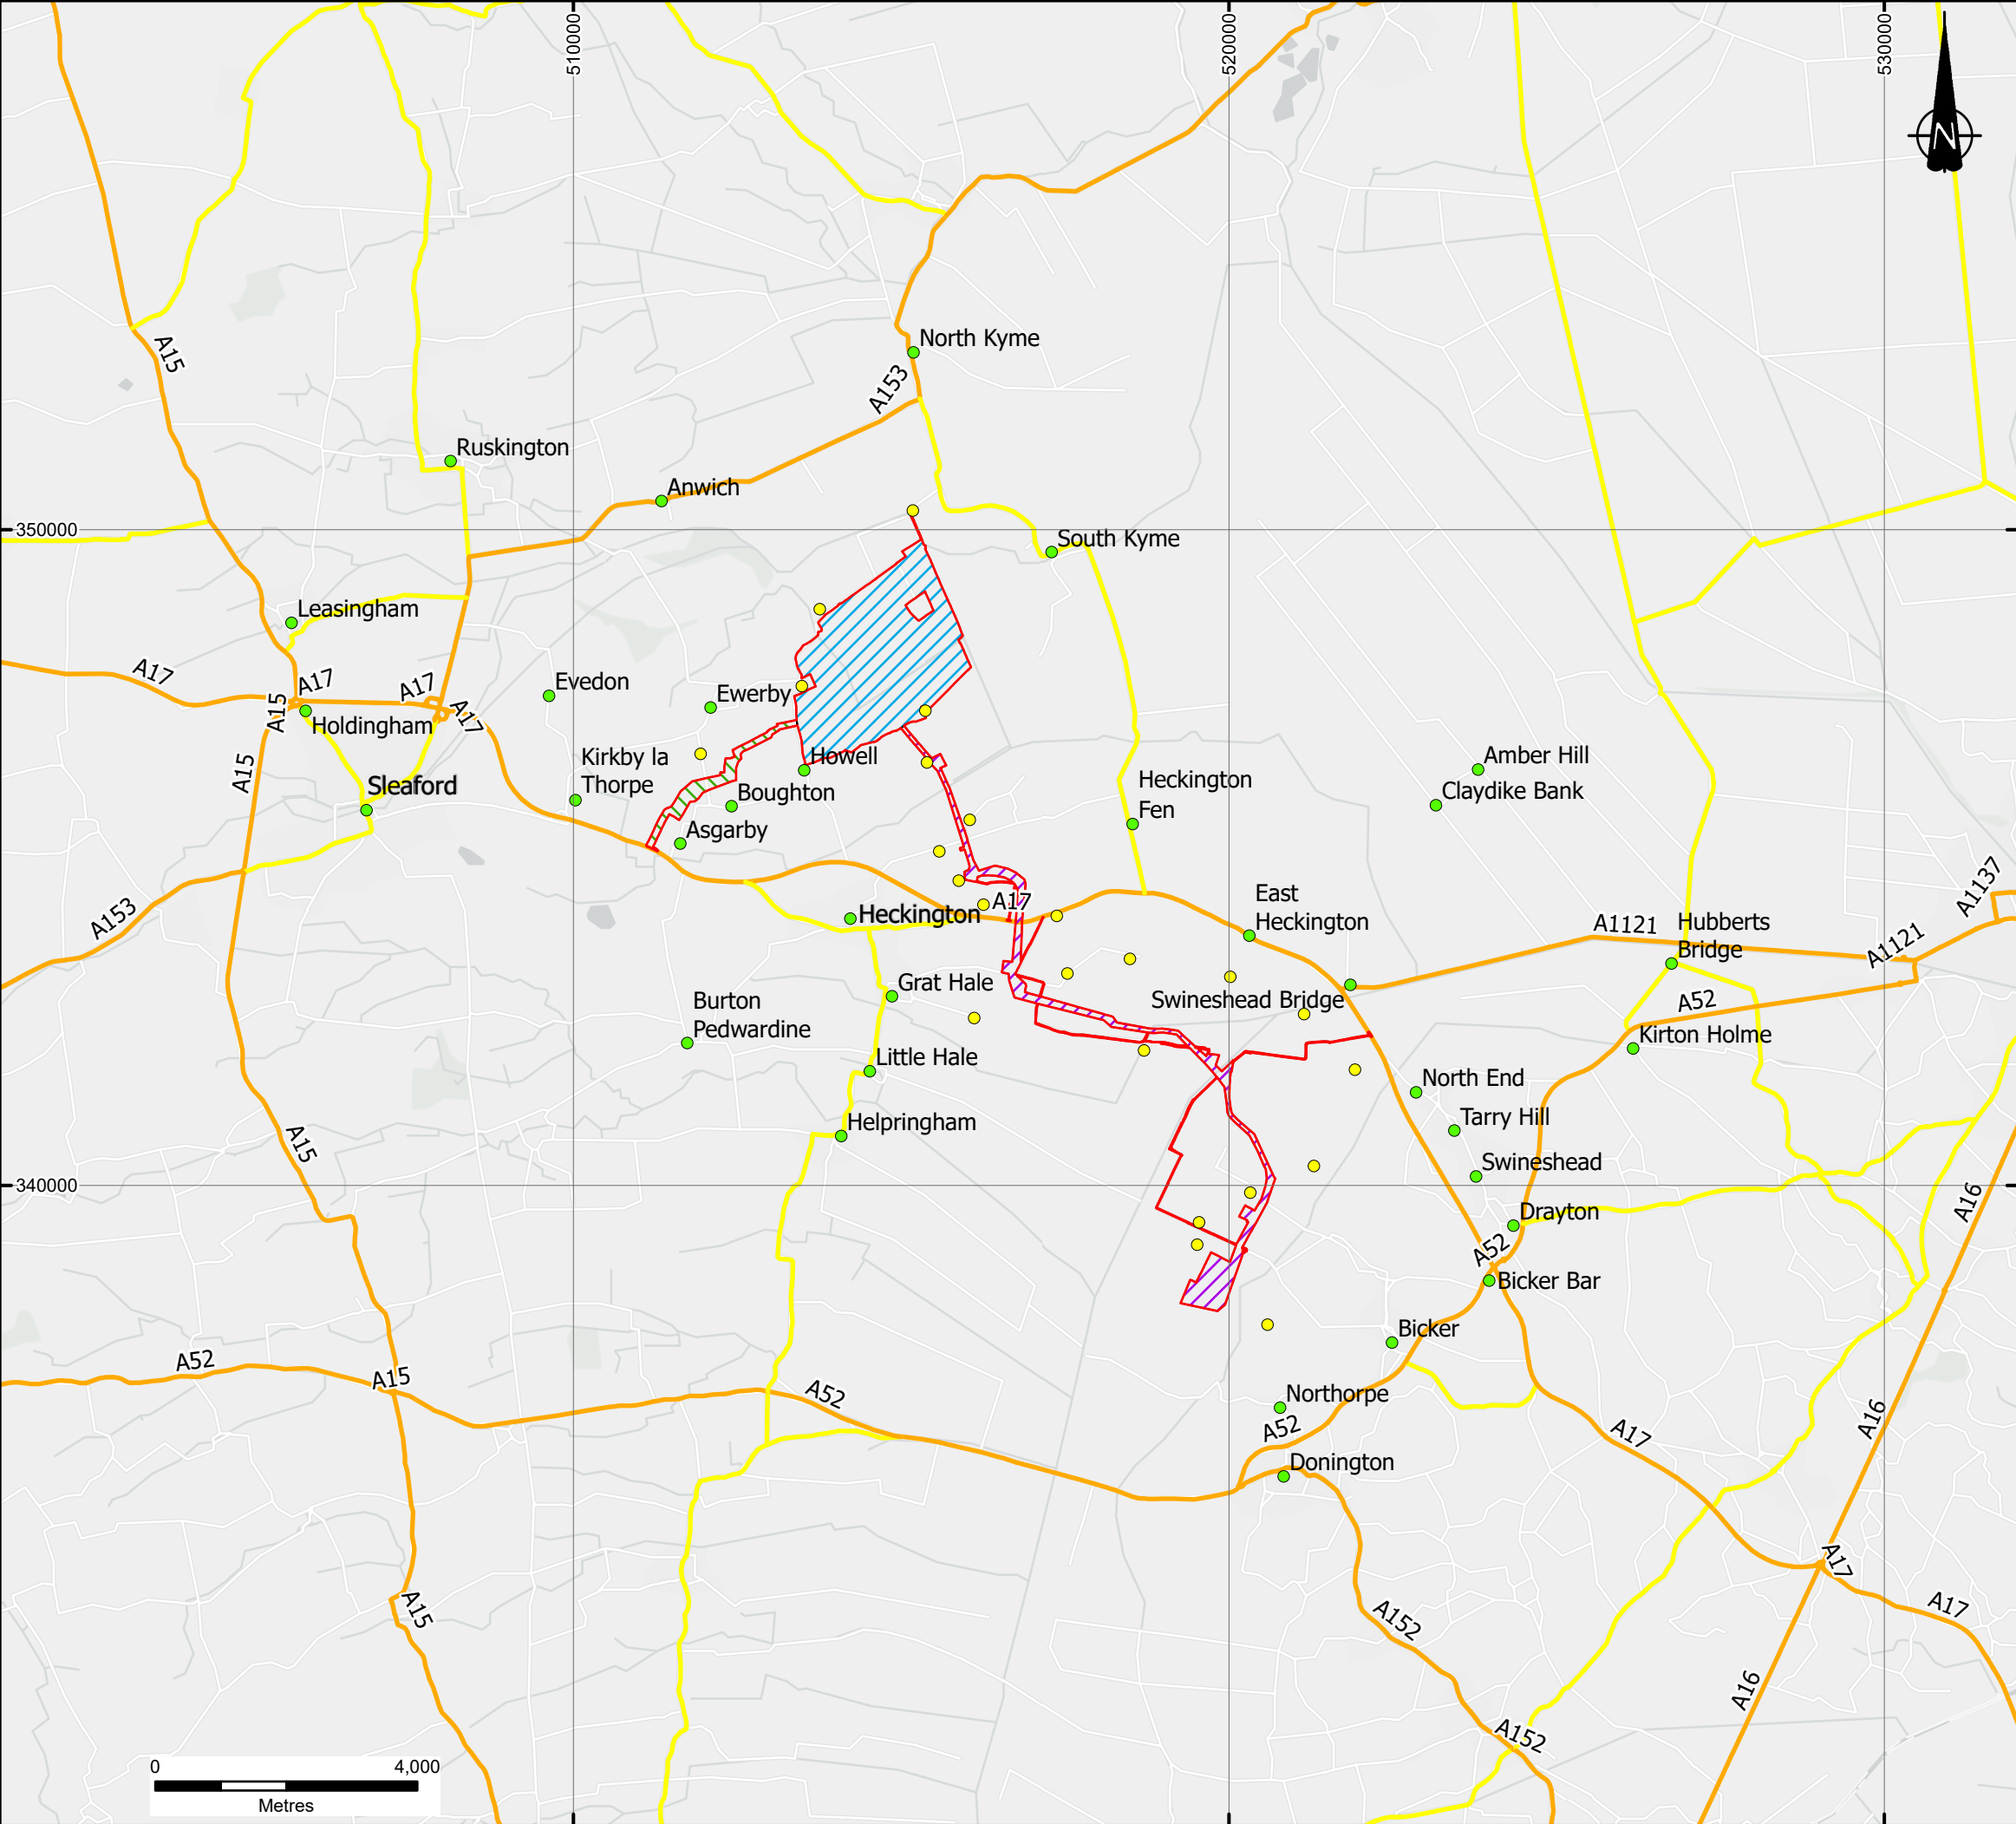 510000
520000
530000
N
A15
North Kyme
A153
Ruskington
Anwich
350000
South Kyme
Leasingham
A17
A17
A17
A15
Holdingham
A17
Evedon
Ewerby
Kirkby la
Thorpe
Howell
A15
Sleaford
Boughton
Asgarby
Heckington
Fen
Amber Hill
Claydike Bank
A153
Heckington
A17
East
Heckington
A1121
Hubberts
Bridge
A1121
A1137
Grat Hale
Burton
Pedwardine
Swineshead Bridge
A52
Kirton Holme
Little Hale
North End
Helpringham
Tarry Hill
A15
Swineshead
340000
Drayton
A16
A52
Bicker Bar
Bicker
A52
A15
A52
Northorpe
A52
A17
A16
Donington
A17
A15
A152
A17
A16
A152
0
4,000
Metres